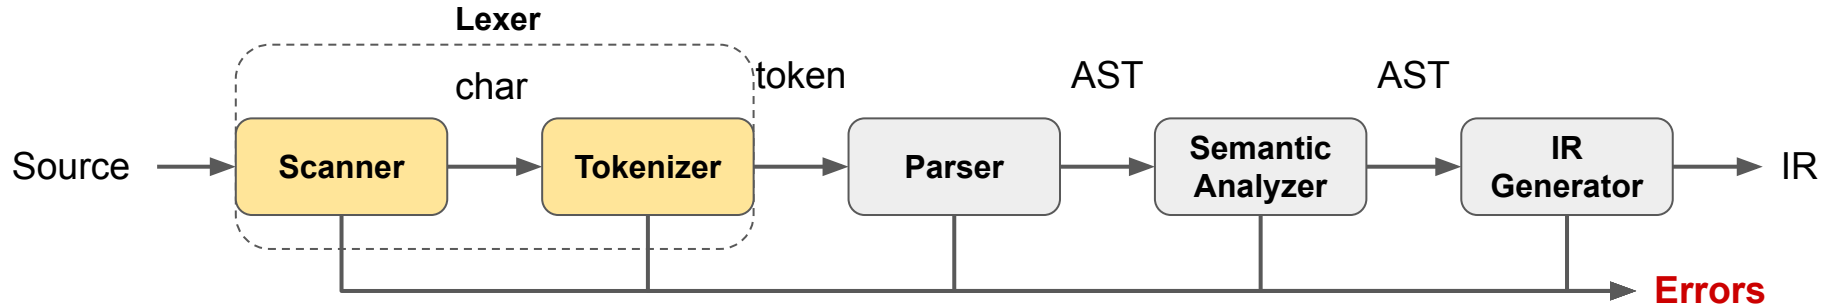 Lexer
char
token
AST
AST
Source
Scanner
Tokenizer
Parser
Semantic
Analyzer
IR
Generator
IR
Errors